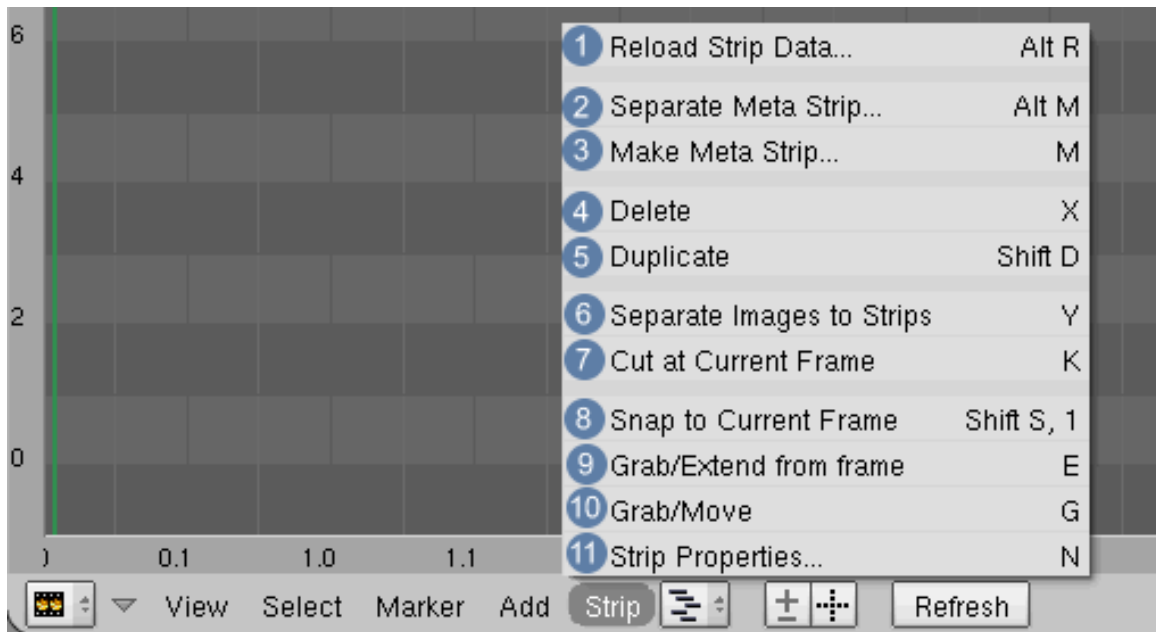 6
1 Reload Strip Data... Alt R
2 Separate Meta Strip... Alt M
3 Make Meta Strip... M
4
4 Delete X
5 Duplicate Shift D
2
6 Separate Images to Strips Y
7 Cut at Current Frame K
8 Snap to Current Frame Shift S, 1
0
9 Grab/Extend from frame E
10 Grab/Move G
11 Strip Properties... N
0.1 1.0 1.1
View Select Marker Add Strip Refresh